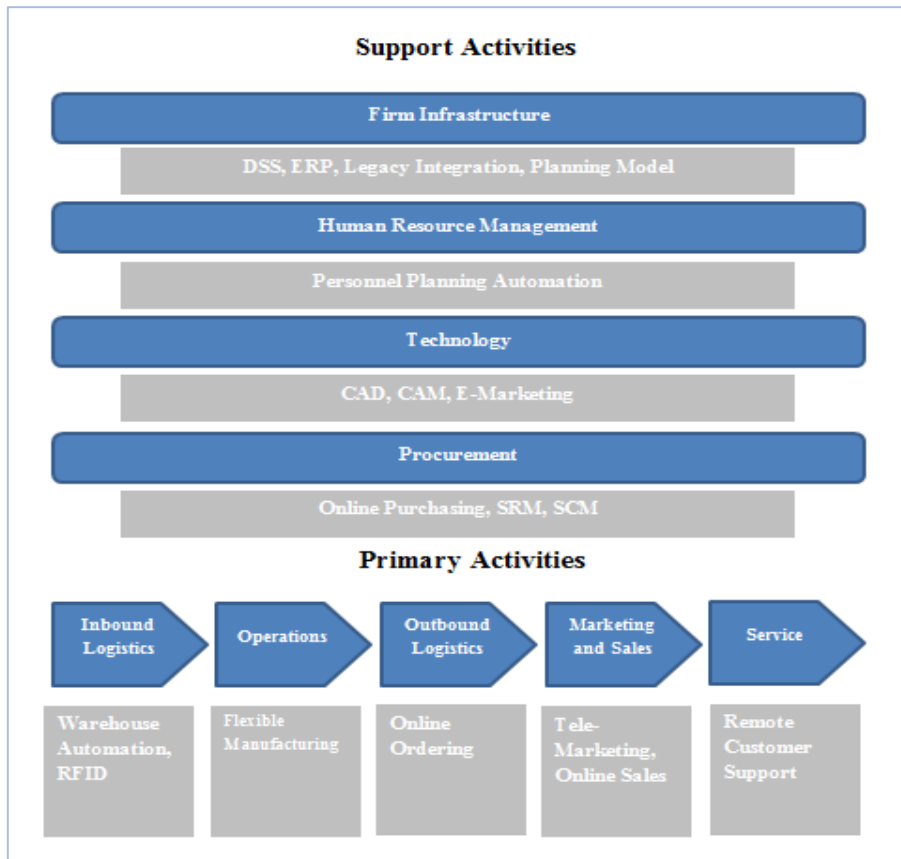 Support Activities
Firm Infrastructure
DSS, ERP, Legacy Integration, Planning Model
Human Resource Management
Personnel Planning Automation
Technology
CAD, CAM, E-Marketing
Procurement
Online Purchasing, SRM, SCM
Primary Activities
Inbound
Logistics
Operations
Outbound
Logistics
Marketing
and Sales
Service
Warehouse
Automation,
RFID
Flexible
Manufacturing
Online
Ordering
Tele-
Marketing,
Online Sales
Remote
Customer
Support